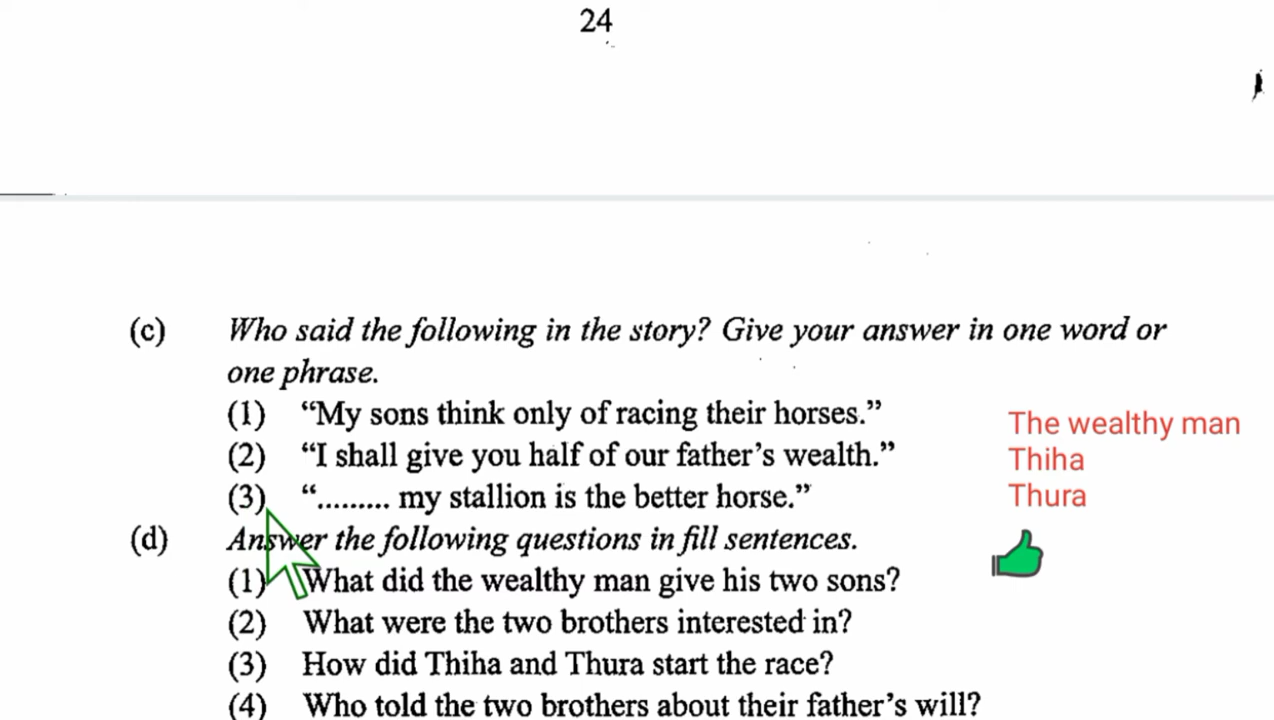 24
(c) Who said the following in the story? Give your answer in one word or
one phrase.
(1) “My sons think only of racing their horses.”
(2) “I shall give you half of our father’s wealth.”
(3) “......... my stallion is the better horse.”
The wealthy man
Thiha
Thura
(d) Answer the following questions in fill sentences.
(1) What did the wealthy man give his two sons?
(2) What were the two brothers interested in?
(3) How did Thiha and Thura start the race?
(4) Who told the two brothers about their father’s will?